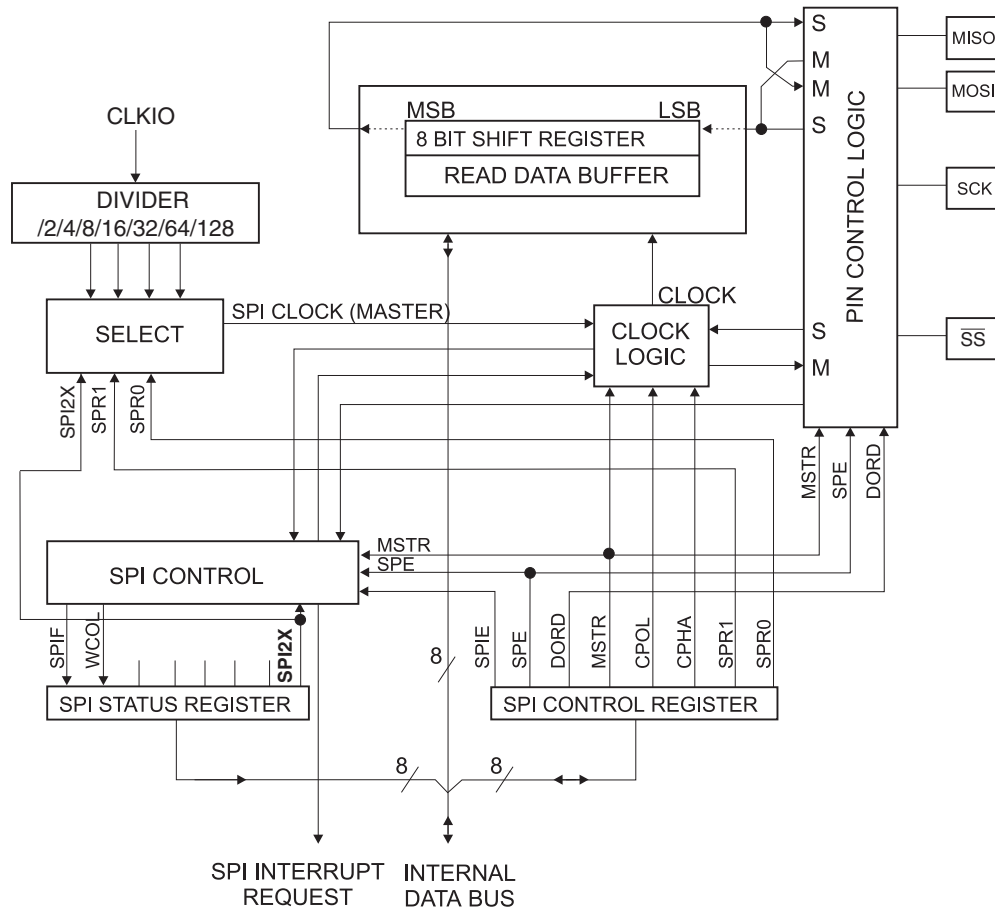 S
MISO
M
M
MOSI
MSB
LSB
S
8 BIT SHIFT REGISTER
READ DATA BUFFER
CLKIO
DIVIDER
/2/4/8/16/32/64/128
SCK
PIN CONTROL LOGIC
SPI CLOCK (MASTER)
CLOCK
SELECT
CLOCK
LOGIC
S
M
SS
SPI2X
SPR1
SPR0
MSTR
SPE
DORD
MSTR
SPE
SPI CONTROL
SPIF
WCOL
SPI2X
8
SPIE
SPE
DORD
MSTR
CPOL
CPHA
SPR1
SPR0
SPI STATUS REGISTER
SPI CONTROL REGISTER
8
8
SPI INTERRUPT
REQUEST
INTERNAL
DATA BUS